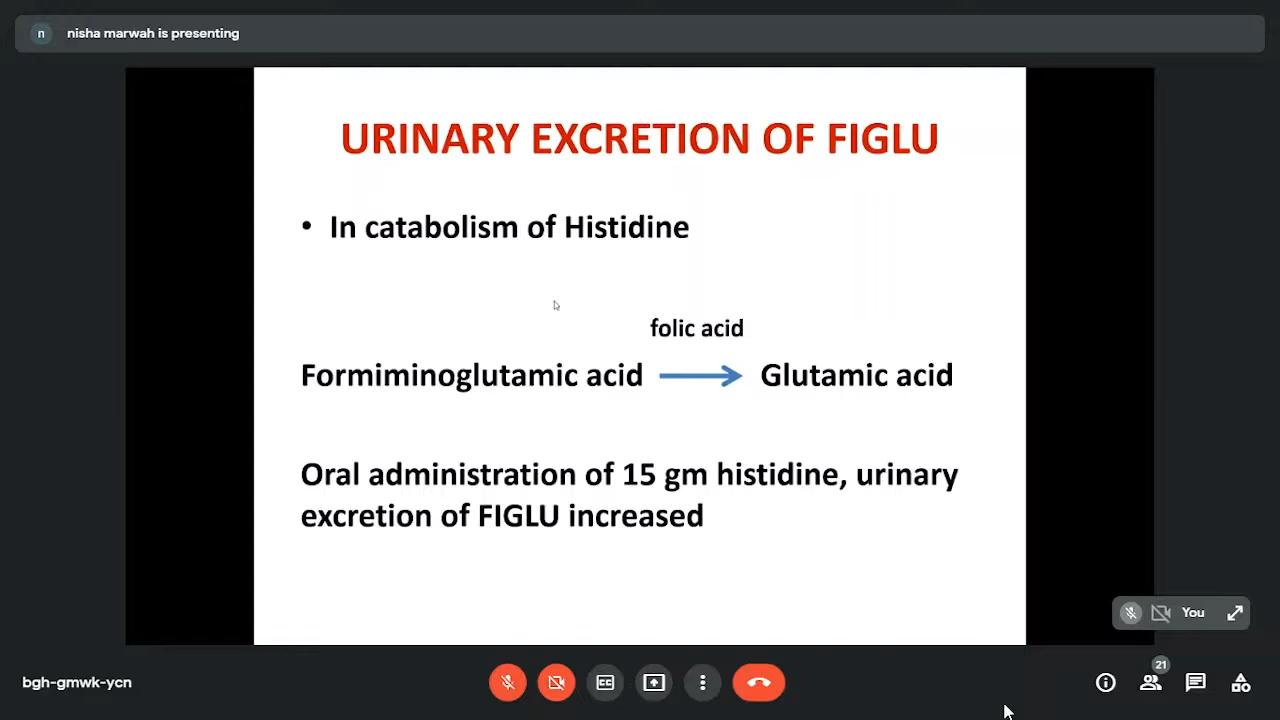 n nisha marwah is presenting
URINARY EXCRETION OF FIGLU
• In catabolism of Histidine
folic acid
Formiminoglutamic acid → Glutamic acid
Oral administration of 15 gm histidine, urinary
excretion of FIGLU increased
You
21
bgh-gmwk-ycn
CC